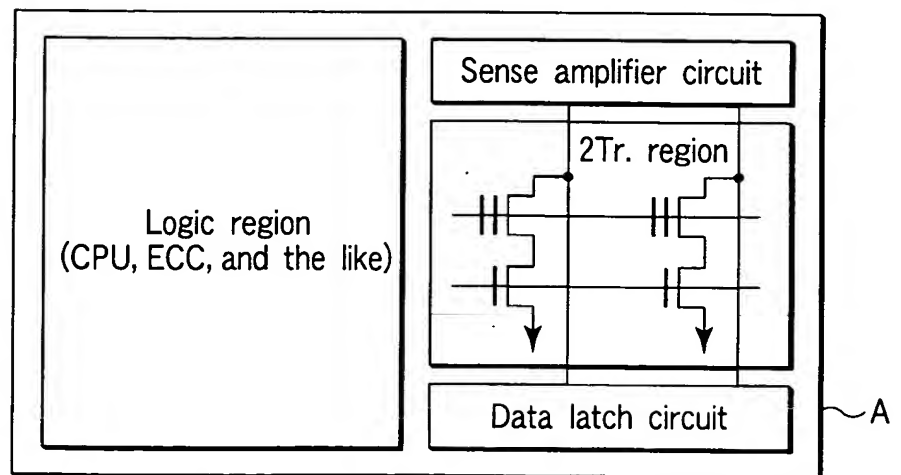 Logic region
(CPU, ECC, and the like)
Sense amplifier circuit
2Tr. region
Data latch circuit
A